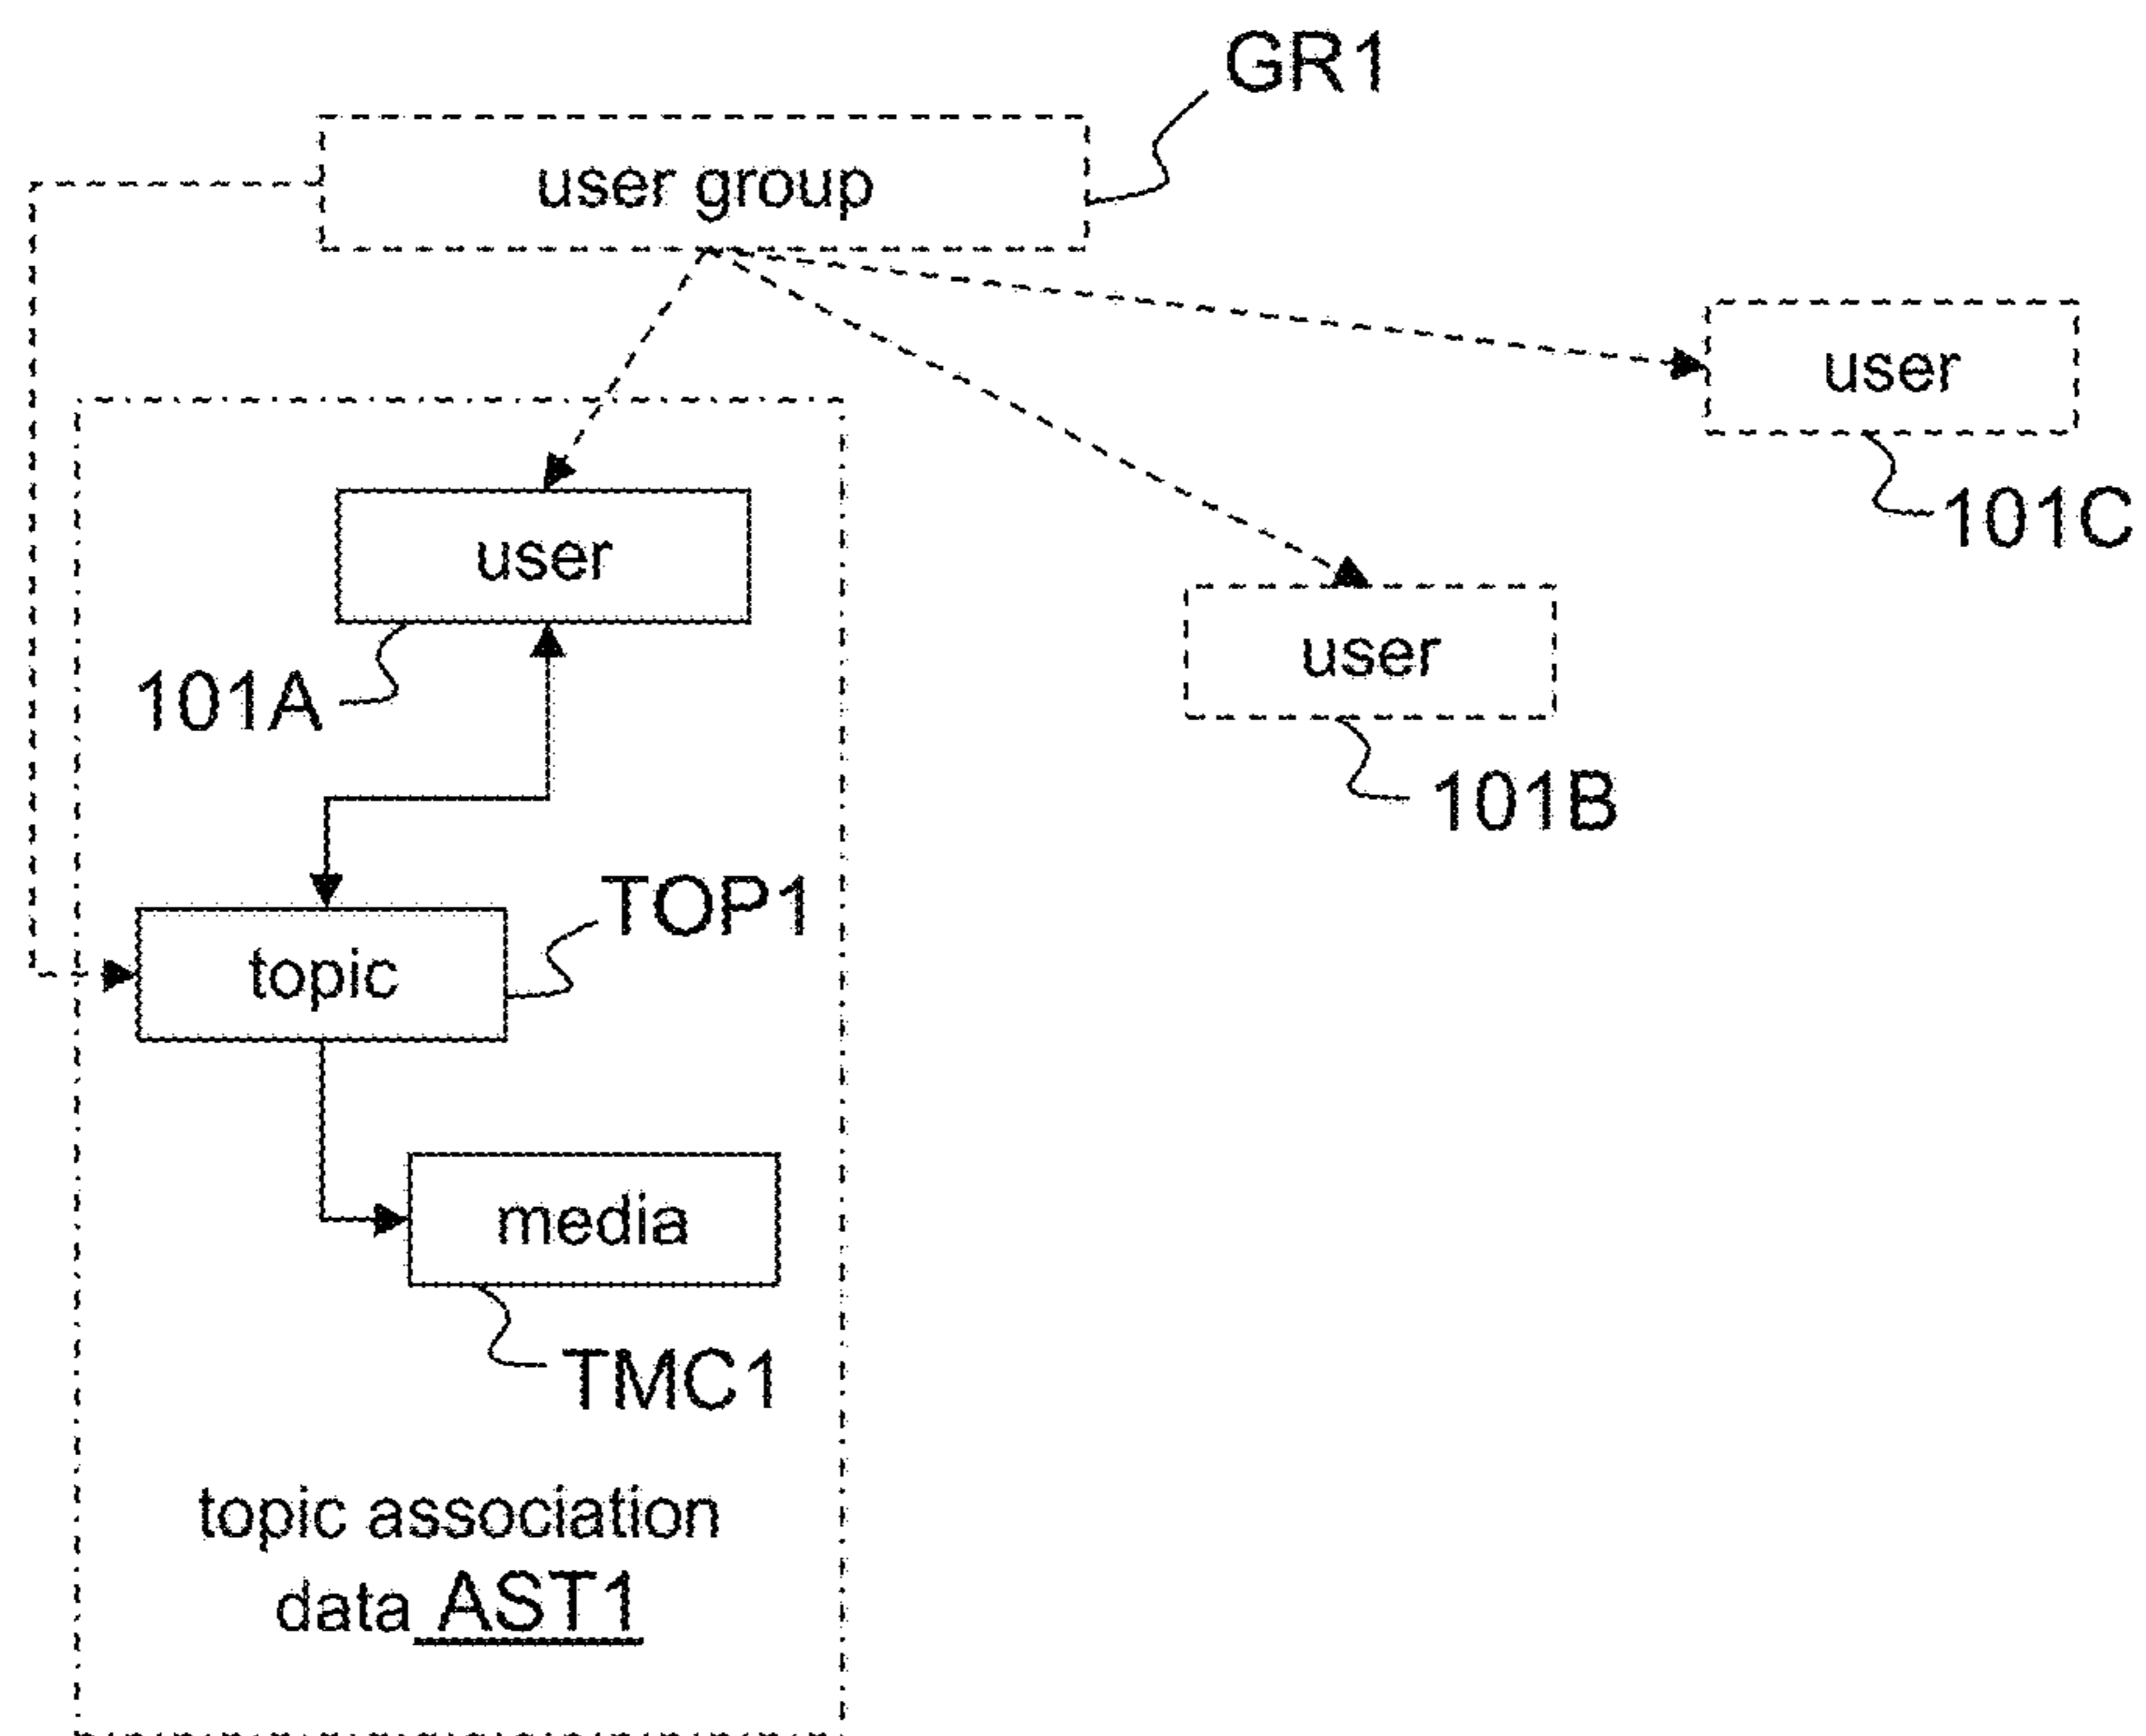 GR1
user group
user
101C
user
101A
user
101B
TOP1
topic
media
TMC1
topic association
data AST1